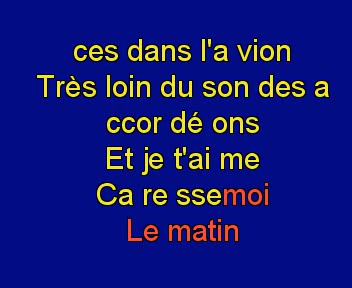 ces dans l'a vion
Très loin du son des a
ccor dé ons
Et je t'ai me
Ca re ssemoi
Le matin